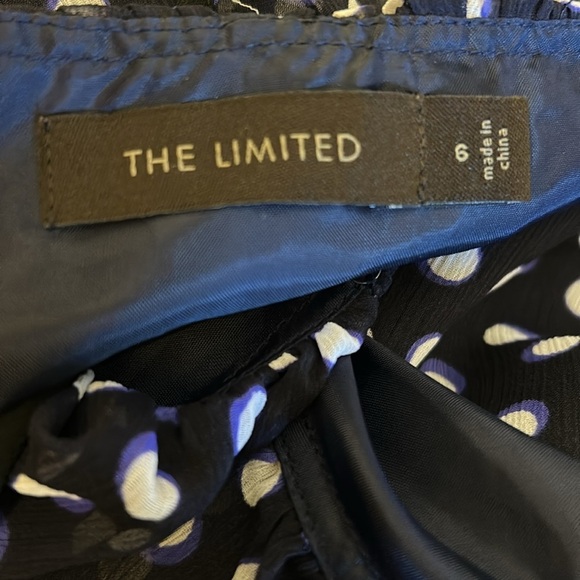 THE LIMITED
6
made in
china